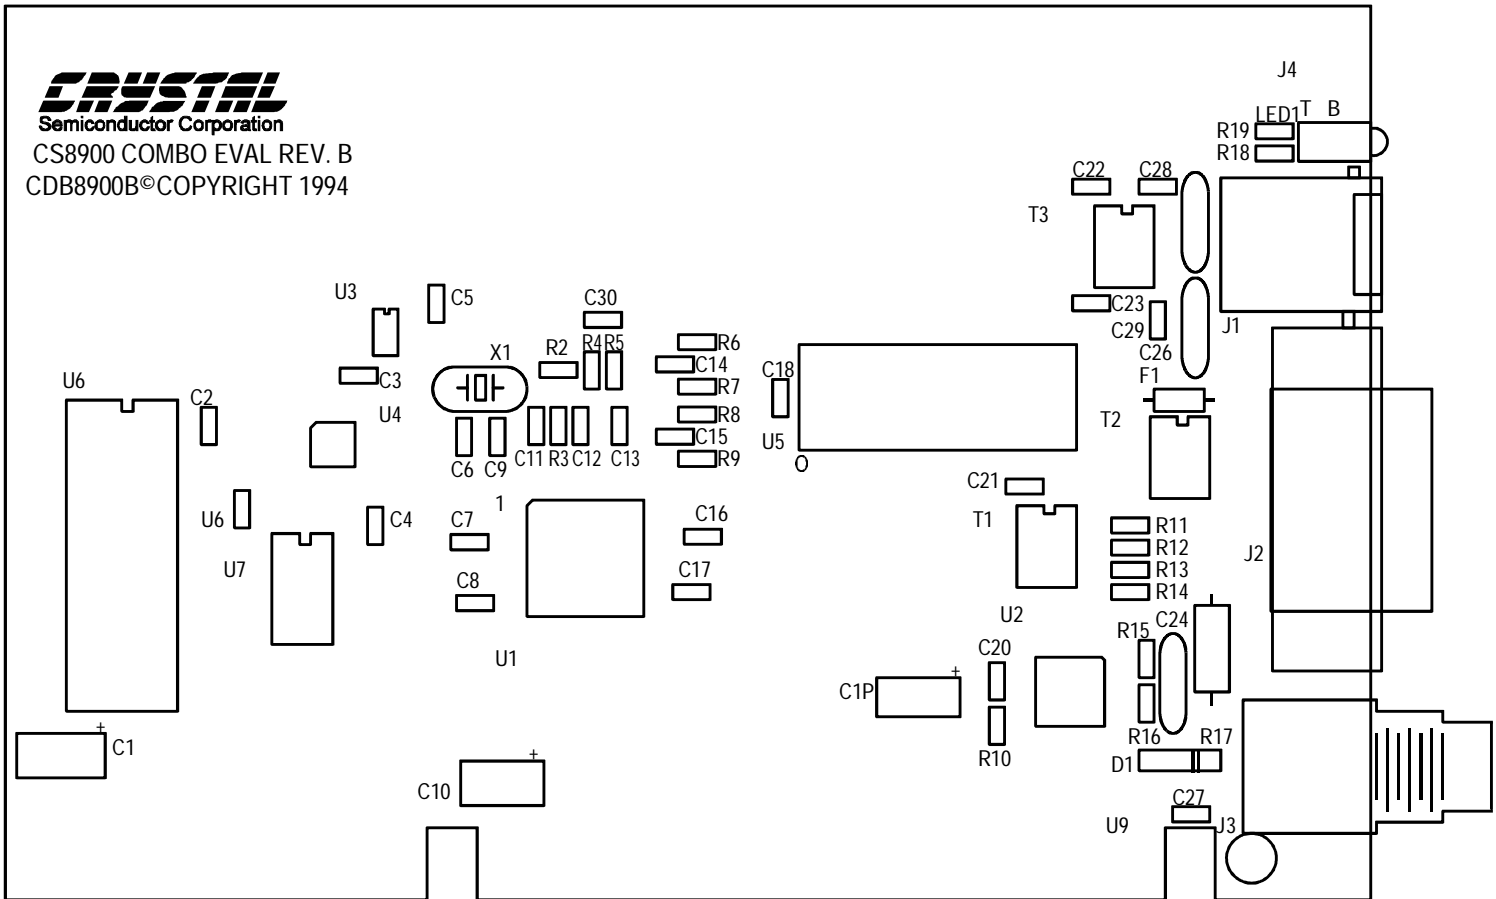 CRYSTAL
Semiconductor Corporation
CS8900 COMBO EVAL REV. B
CDB8900B©COPYRIGHT 1994
J4
LED1 T B
R19
R18
C22 C28
T3
U3 C5 C30
C23
C29
J1
C26
X1 R2 R4 R5 R6
C14
R7
C18
F1
U6 C2 C3
U4
R8
C15
R9
U5
T2
C6 C9 C11 R3 C12 C13
O
C21
1
U6 C4 C7 C16
T1
R11
R12
R13
R14
J2
U7 C8 C17
U2
C24
R15
U1
C20
+
C1P
+
C1
R16 R17
R10
D1
+
C10
C27
U9 J3